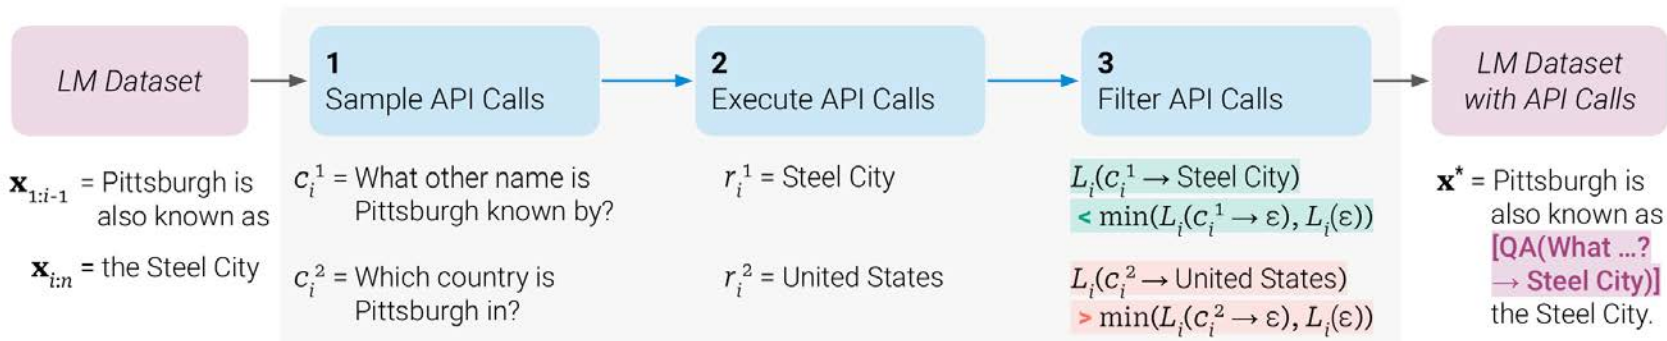 LM Dataset
1
Sample API Calls
2
Execute API Calls
3
Filter API Calls
LM Dataset
with API Calls
x1:i-1 = Pittsburgh is
also known as
xi:n = the Steel City
ci1 = What other name is
Pittsburgh known by?
ci2 = Which country is
Pittsburgh in?
ri1 = Steel City
ri2 = United States
Li(ci1 → Steel City)
< min(Li(ci1 → ε), Li(ε))
Li(ci2 → United States)
> min(Li(ci2 → ε), Li(ε))
x* = Pittsburgh is
also known as
[QA(What ...?
→ Steel City)]
the Steel City.